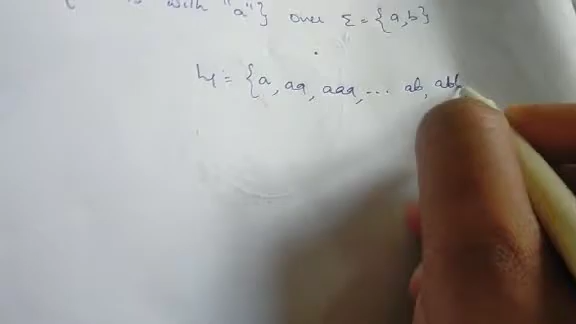 with "a"} over Σ = {a,b}
L1 = {a, aa, aaa, ... ab, abb